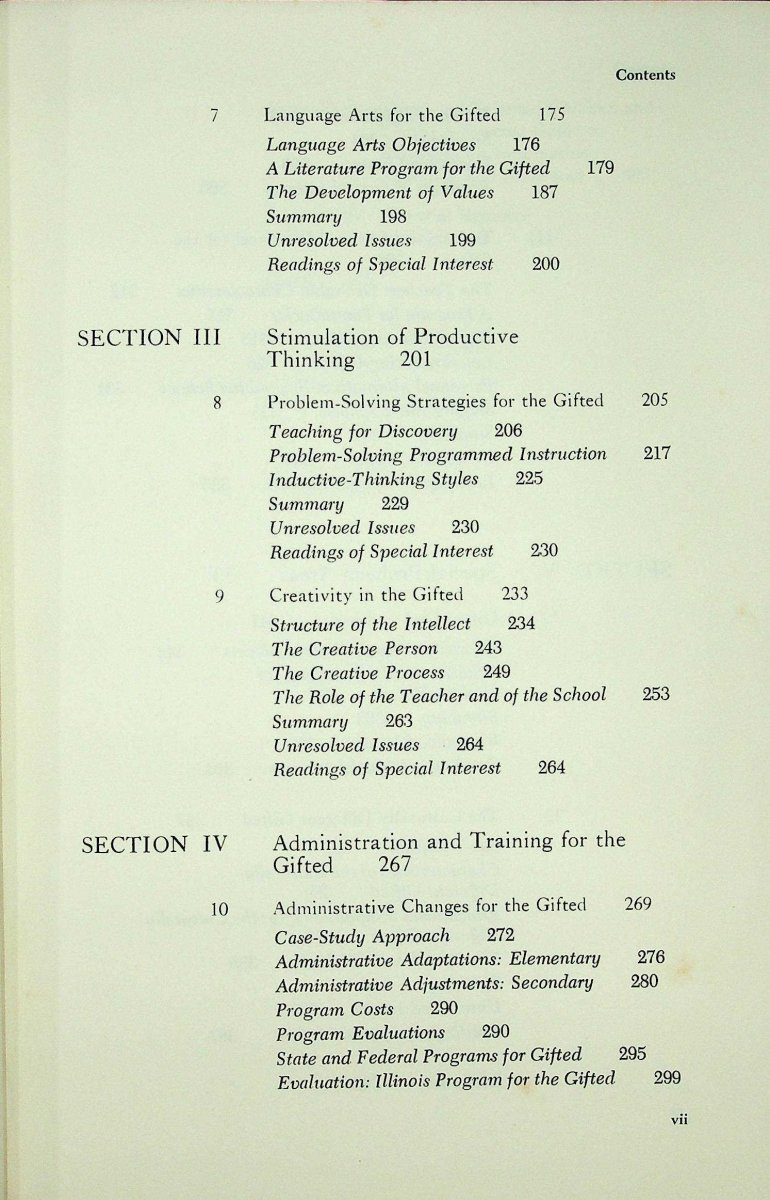 Contents
7 Language Arts for the Gifted 175
Language Arts Objectives 176
A Literature Program for the Gifted 179
The Development of Values 187
Summary 198
Unresolved Issues 199
Readings of Special Interest 200
SECTION III Stimulation of Productive
Thinking 201
8 Problem-Solving Strategies for the Gifted 205
Teaching for Discovery 206
Problem-Solving Programmed Instruction 217
Inductive-Thinking Styles 225
Summary 229
Unresolved Issues 230
Readings of Special Interest 230
9 Creativity in the Gifted 233
Structure of the Intellect 234
The Creative Person 243
The Creative Process 249
The Role of the Teacher and of the School 253
Summary 263
Unresolved Issues 264
Readings of Special Interest 264
SECTION IV Administration and Training for the
Gifted 267
10 Administrative Changes for the Gifted 269
Case-Study Approach 272
Administrative Adaptations: Elementary 276
Administrative Adjustments: Secondary 280
Program Costs 290
Program Evaluations 290
State and Federal Programs for Gifted 295
Evaluation: Illinois Program for the Gifted 299
vii